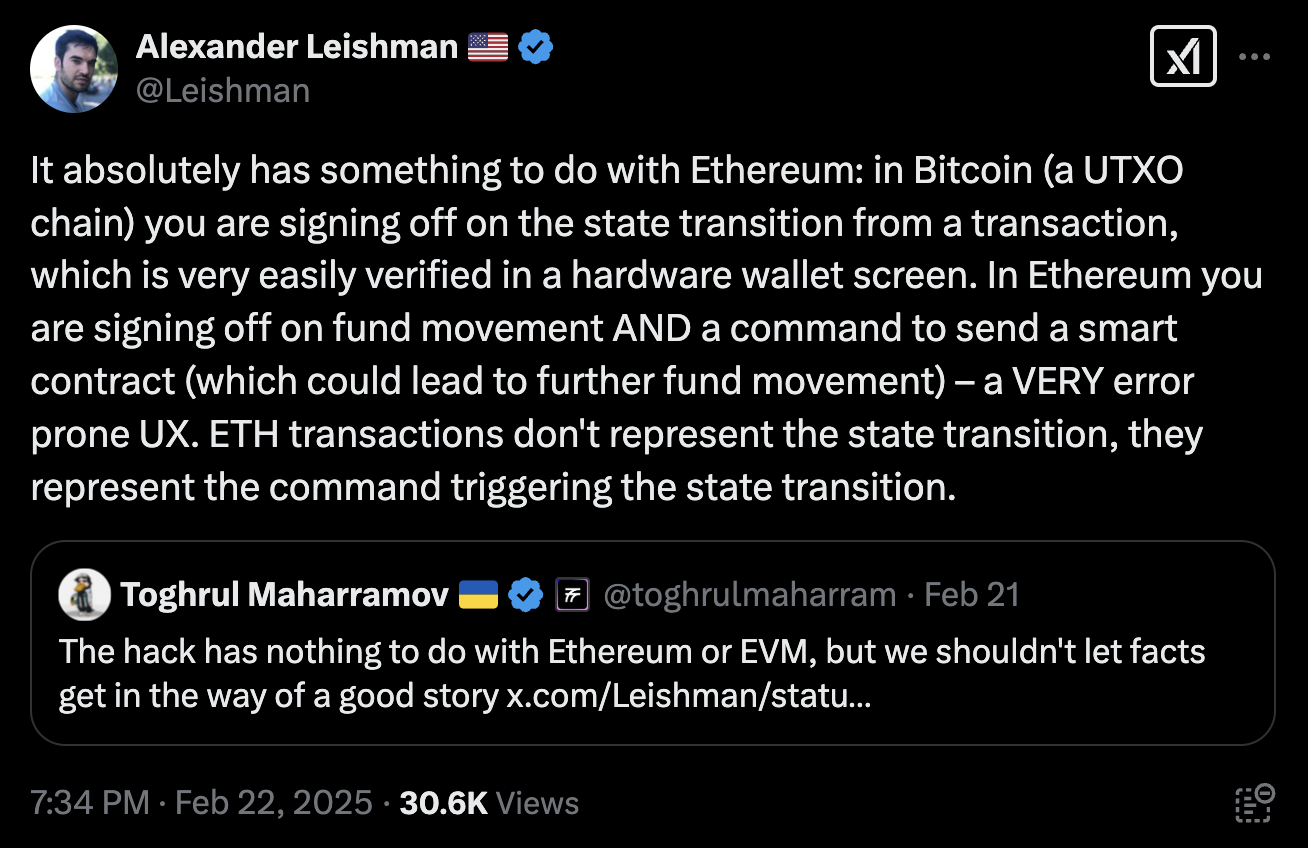 Alexander Leishman
@Leishman
It absolutely has something to do with Ethereum: in Bitcoin (a UTXO
chain) you are signing off on the state transition from a transaction,
which is very easily verified in a hardware wallet screen. In Ethereum you
are signing off on fund movement AND a command to send a smart
contract (which could lead to further fund movement) – a VERY error
prone UX. ETH transactions don't represent the state transition, they
represent the command triggering the state transition.
Toghrul Maharramov @toghrulmaharram · Feb 21
The hack has nothing to do with Ethereum or EVM, but we shouldn't let facts
get in the way of a good story x.com/Leishman/statu...
7:34 PM · Feb 22, 2025 · 30.6K Views